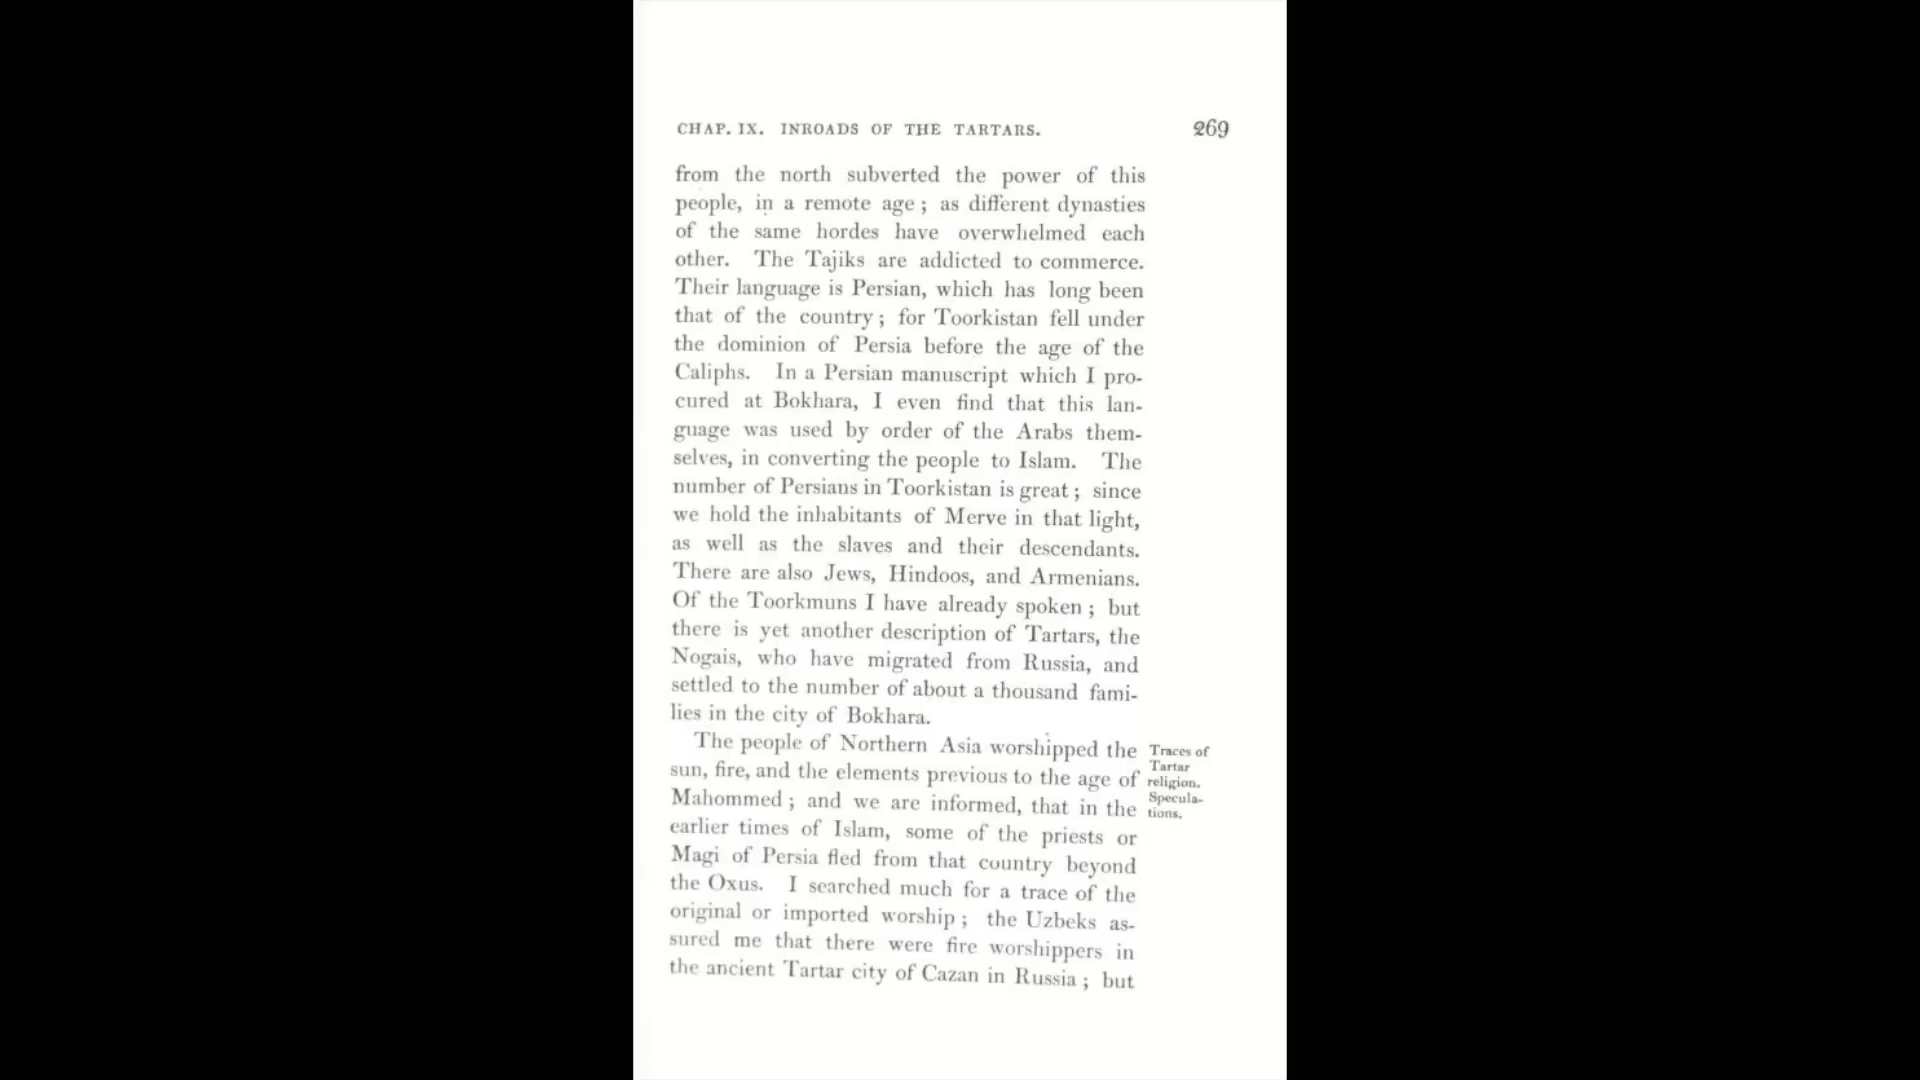 CHAP. IX. INROADS OF THE TARTARS. 269
from the north subverted the power of this
people, in a remote age; as different dynasties
of the same hordes have overwhelmed each
other. The Tajiks are addicted to commerce.
Their language is Persian, which has long been
that of the country; for Toorkistan fell under
the dominion of Persia before the age of the
Caliphs. In a Persian manuscript which I pro-
cured at Bokhara, I even find that this lan-
guage was used by order of the Arabs them-
selves, in converting the people to Islam. The
number of Persians in Toorkistan is great; since
we hold the inhabitants of Merve in that light,
as well as the slaves and their descendants.
There are also Jews, Hindoos, and Armenians.
Of the Toorkmuns I have already spoken; but
there is yet another description of Tartars, the
Nogais, who have migrated from Russia, and
settled to the number of about a thousand fami-
lies in the city of Bokhara.
The people of Northern Asia worshipped the
sun, fire, and the elements previous to the age of
Mahommed; and we are informed, that in the
earlier times of Islam, some of the priests or
Magi of Persia fled from that country beyond
the Oxus. I searched much for a trace of the
original or imported worship; the Uzbeks as-
sured me that there were fire worshippers in
the ancient Tartar city of Cazan in Russia; but
Traces of
Tartar
religion.
Specula-
tions.